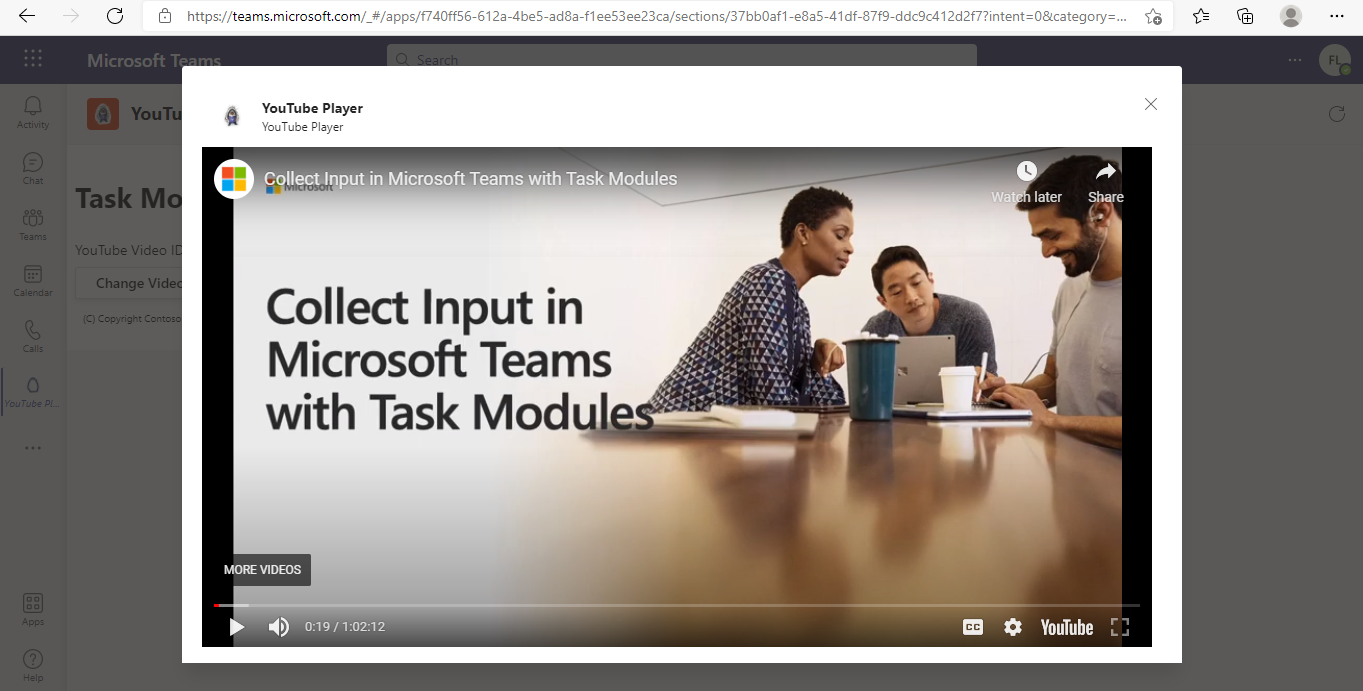 https://teams.microsoft.com/_#/apps/f740ff56-612a-4be5-ad8a-f1ee53ee23ca/sections/37bb0af1-e8a5-41df-87f9-ddc9c412d2f7?intent=0&category=...
Microsoft Teams
Search
FL
Activity
Chat
Teams
Calendar
Calls
YouTube Pl...
Apps
Help
YouTu
Task Mo
YouTube Video ID
Change Video
(C) Copyright Contoso
YouTube Player
YouTube Player
Collect Input in Microsoft Teams with Task Modules
Microsoft
Watch later
Share
Collect Input in
Microsoft Teams
with Task Modules
MORE VIDEOS
0:19 / 1:02:12
CC
YouTube